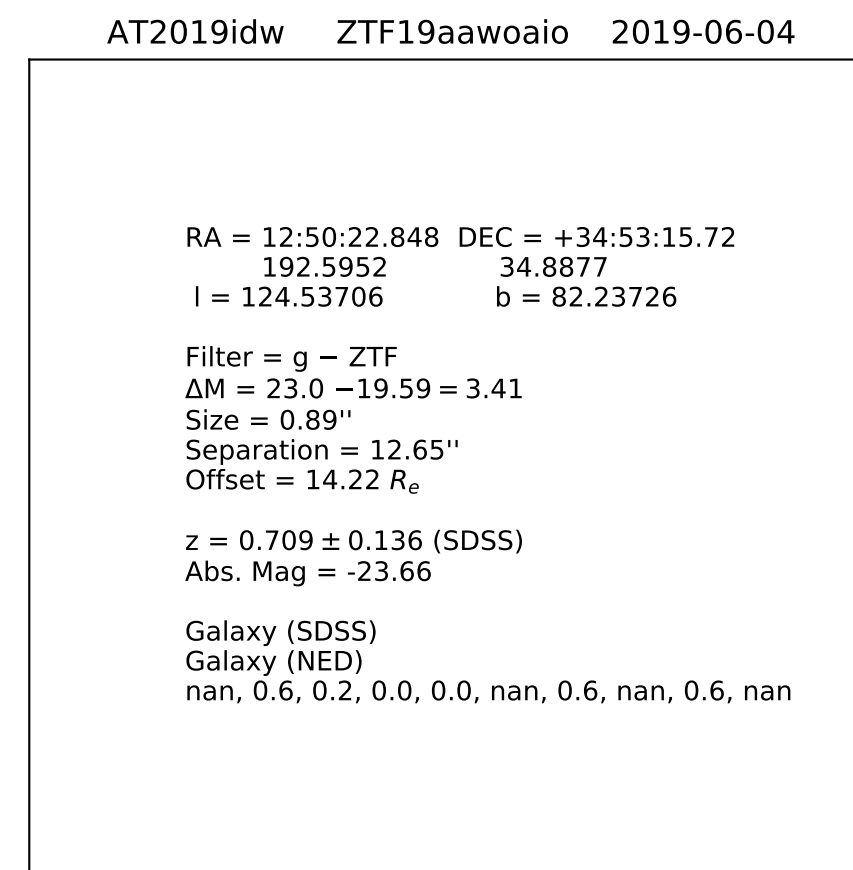 AT2019idw ZTF19aawoaio 2019-06-04
RA = 12:50:22.848 DEC = +34:53:15.72
192.5952 34.8877
l = 124.53706 b = 82.23726
Filter = g − ZTF
ΔM = 23.0 −19.59 = 3.41
Size = 0.89''
Separation = 12.65''
Offset = 14.22 Rₑ
z = 0.709 ± 0.136 (SDSS)
Abs. Mag = -23.66
Galaxy (SDSS)
Galaxy (NED)
nan, 0.6, 0.2, 0.0, 0.0, nan, 0.6, nan, 0.6, nan